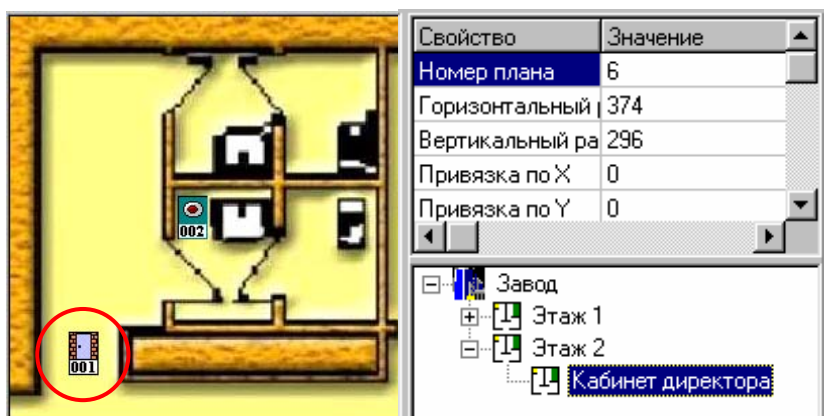 002
001
Свойство Значение
Номер плана 6
Горизонтальный р 374
Вертикальный ра 296
Привязка по X 0
Привязка по Y 0
Завод
Этаж 1
Этаж 2
Кабинет директора